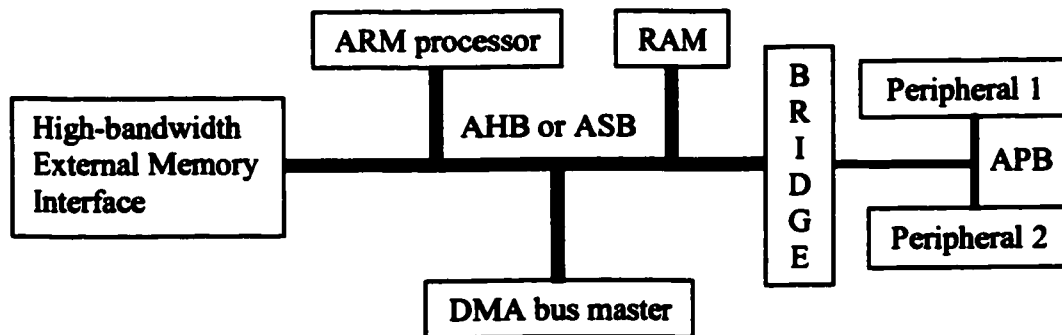 ARM processor
RAM
High-bandwidth
External Memory
Interface
AHB or ASB
BRIDGE
Peripheral 1
APB
Peripheral 2
DMA bus master